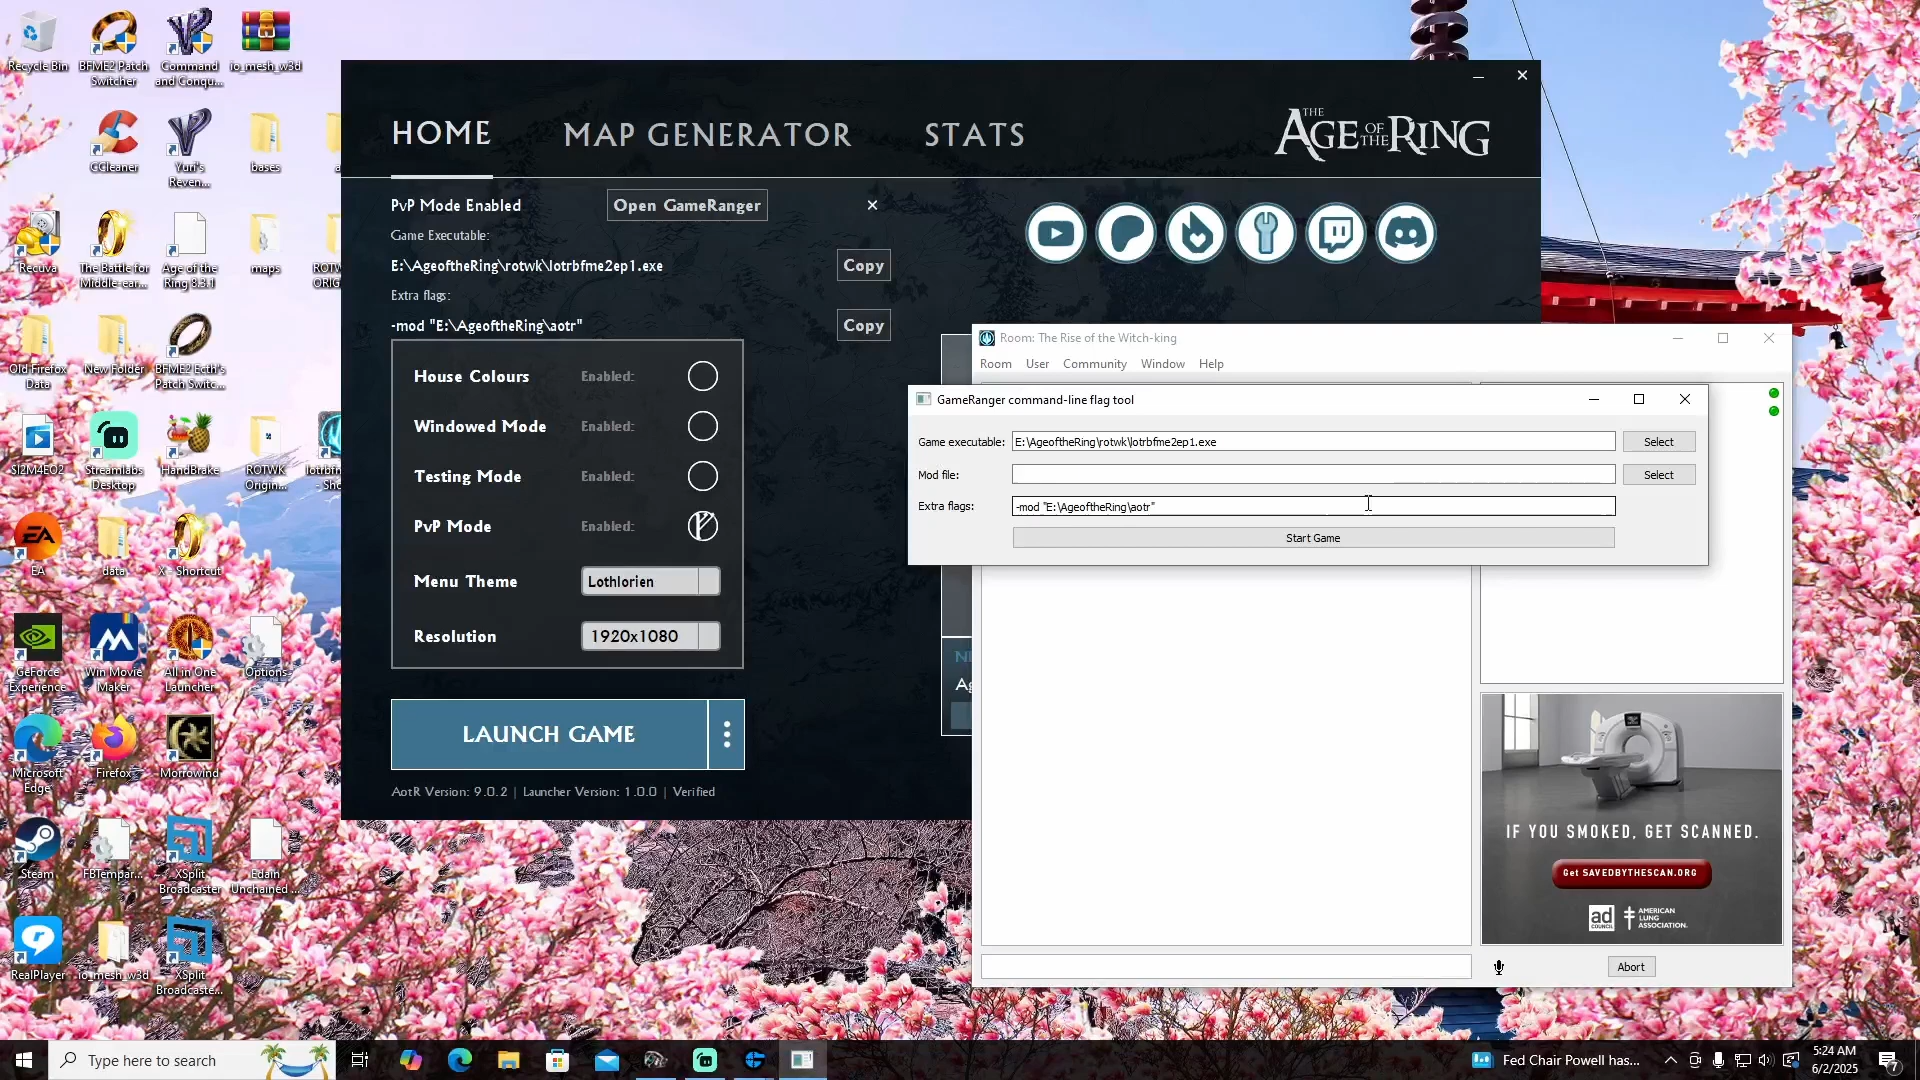 Recycle Bin
BFME2 Patch Switcher
Command and Conqu...
io_mesh_w3d
CCleaner
Yuri's Reven...
bases
Recuva
The Battle for Middle-ear...
Age of the Ring 8.3.1
maps
ROTW ORIG
Old Firefox Data
New Folder
BFME2 Ecth's Patch Switc...
SI2M4EO2
Streamlabs Desktop
HandBrake
ROTWK Origin...
lotrbfn - Sho
EA
data
X - Shortcut
GeForce Experience
Win Movie Maker
All in One Launcher
Options
Microsoft Edge
Firefox
Morrowind
Steam
FBTempar...
XSplit Broadcaster
Edain Unchained ...
RealPlayer
io_mesh_w3d
XSplit Broadcaste...
HOME
MAP GENERATOR
STATS
THE AGE OF THE RING
PvP Mode Enabled
Open GameRanger
Game Executable:
E:\AgeoftheRing\rotwk\lotrbfme2ep1.exe
Copy
Extra flags:
-mod "E:\AgeoftheRing\aotr"
Copy
House Colours Enabled:
Windowed Mode Enabled:
Testing Mode Enabled:
PvP Mode Enabled:
Menu Theme Lothlorien
Resolution 1920x1080
LAUNCH GAME
AotR Version: 9.0.2 | Launcher Version: 1.0.0 | Verified
Room: The Rise of the Witch-king
Room User Community Window Help
GameRanger command-line flag tool
Game executable: E:\AgeoftheRing\rotwk\lotrbfme2ep1.exe Select
Mod file: Select
Extra flags: -mod "E:\AgeoftheRing\aotr"
Start Game
IF YOU SMOKED, GET SCANNED.
Get SAVEDBYTHESCAN.ORG
ad COUNCIL
AMERICAN LUNG ASSOCIATION®
Abort
Type here to search
Fed Chair Powell has...
5:24 AM
6/2/2025
7